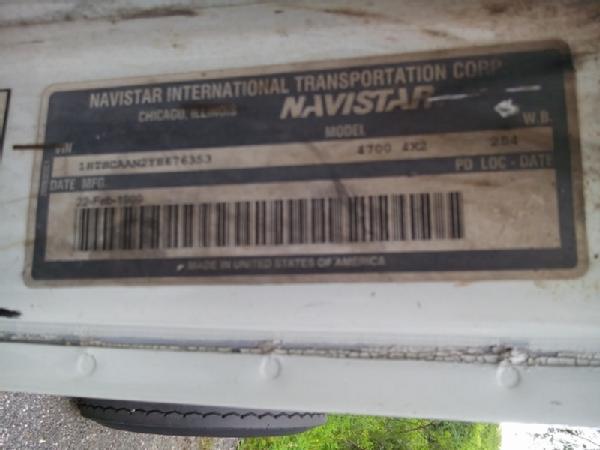 NAVISTAR INTERNATIONAL TRANSPORTATION CORP.
CHICAGO, ILLINOIS NAVISTAR
VIN MODEL W.B.
4700 4X2 254
DATE MFG. PD LOC - DATE
MADE IN UNITED STATES OF AMERICA